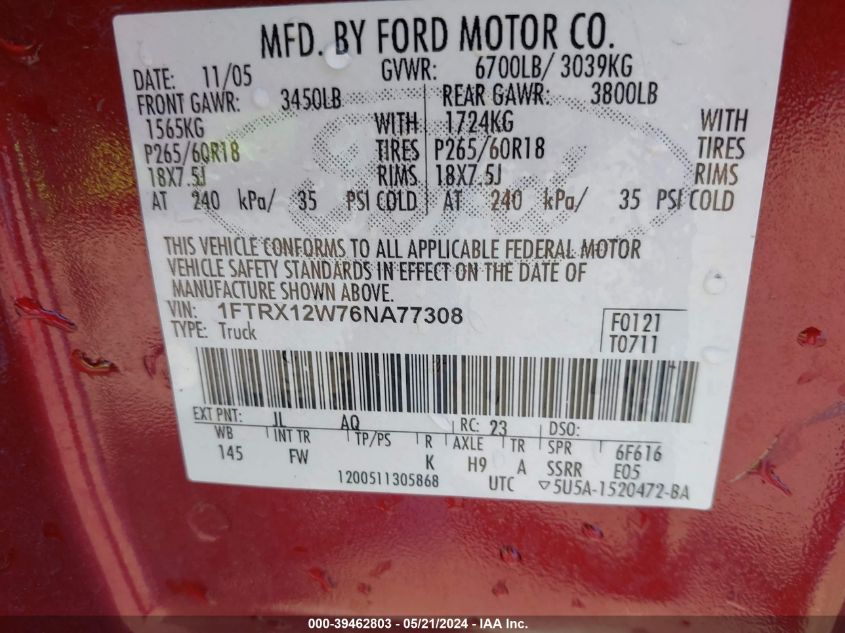 MFD. BY FORD MOTOR CO.
DATE: 11/05 GVWR: 6700LB/ 3039KG
FRONT GAWR: 3450LB REAR GAWR: 3800LB
1565KG WITH 1724KG WITH
P265/60R18 TIRES P265/60R18 TIRES
18X7.5J RIMS 18X7.5J RIMS
AT 240 kPa/ 35 PSI COLD AT 240 kPa/ 35 PSI COLD
Ford
THIS VEHICLE CONFORMS TO ALL APPLICABLE FEDERAL MOTOR
VEHICLE SAFETY STANDARDS IN EFFECT ON THE DATE OF
MANUFACTURE SHOWN ABOVE.
VIN: 1FTRX12W76NA77308 F0121
TYPE: Truck T0711
EXT PNT: JL AQ RC: 23 DSO:
WB INT TR TP/PS R AXLE TR SPR 6F616
145 FW K H9 A SSRR E05
1200511305868 UTC ▽5U5A-1520472-BA
000-39462803 - 05/21/2024 - IAA Inc.